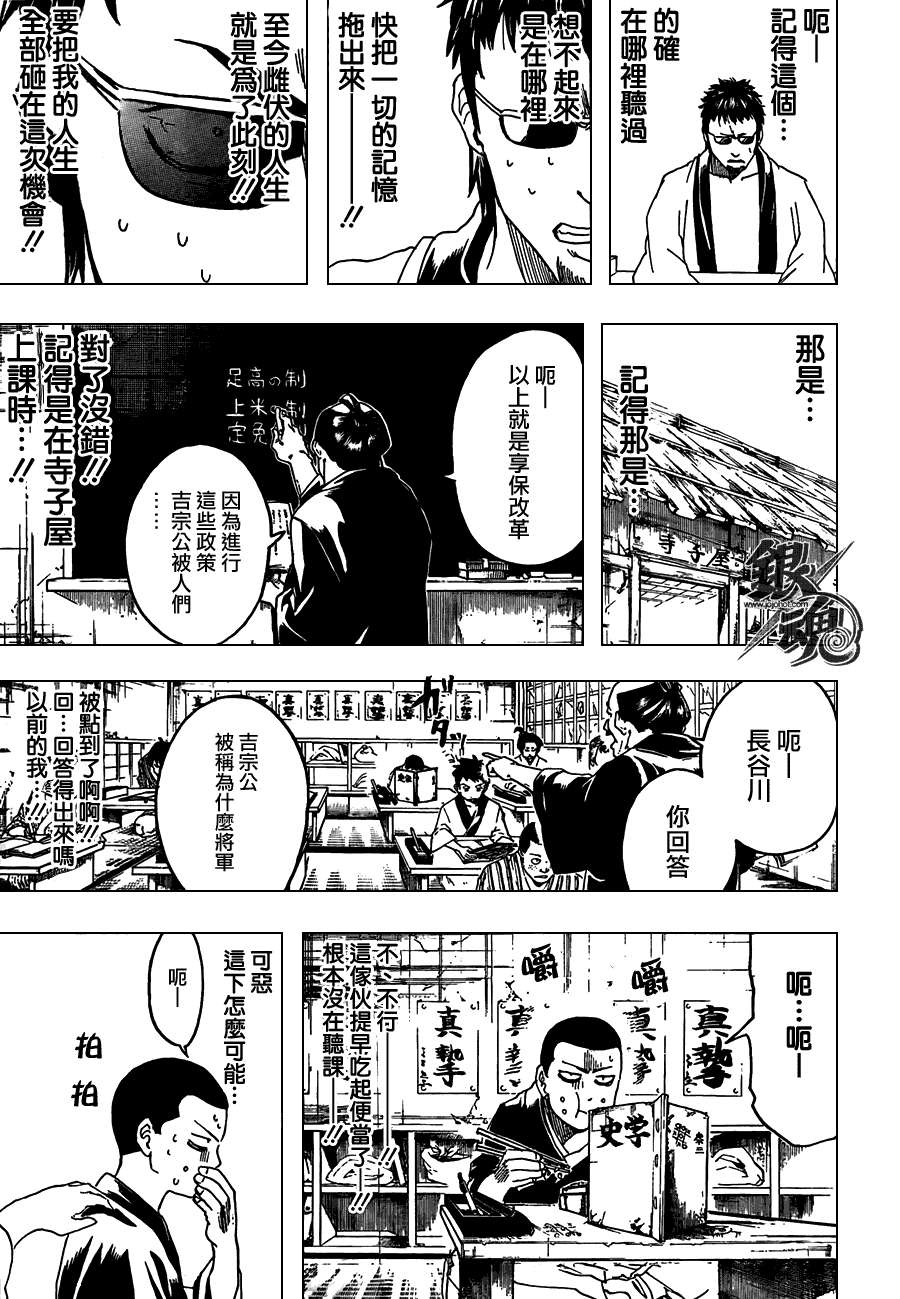 呃—
記得這個…
的確
在哪裡聽過
想不起來
是在哪裡
快把一切的記憶
拖出來——!!
至今雌伏的人生
就是為了此刻!!
要把我的人生
全部砸在這次機會!!
那是…
記得那是…
寺子屋
銀魂
www.jojohot.com
呃—
以上就是享保改革
足高の制
上米の制
定免
因為進行
這些政策
吉宗公被人們
……
對了沒錯!!
記得是在寺子屋
上課時…!!
呃—
長谷川
你回答
ガタッ
真摯
吉宗公
被稱為什麼將軍
被點到了啊啊!!
回…回答得出來嗎
以前的我…!!
呃…呃—
真摯
真摯
嚼
嚼
史学
不、不行
這傢伙提早吃起便當了——!!
根本沒在聽課
可惡
這下怎麼可能…
呃—
拍
拍